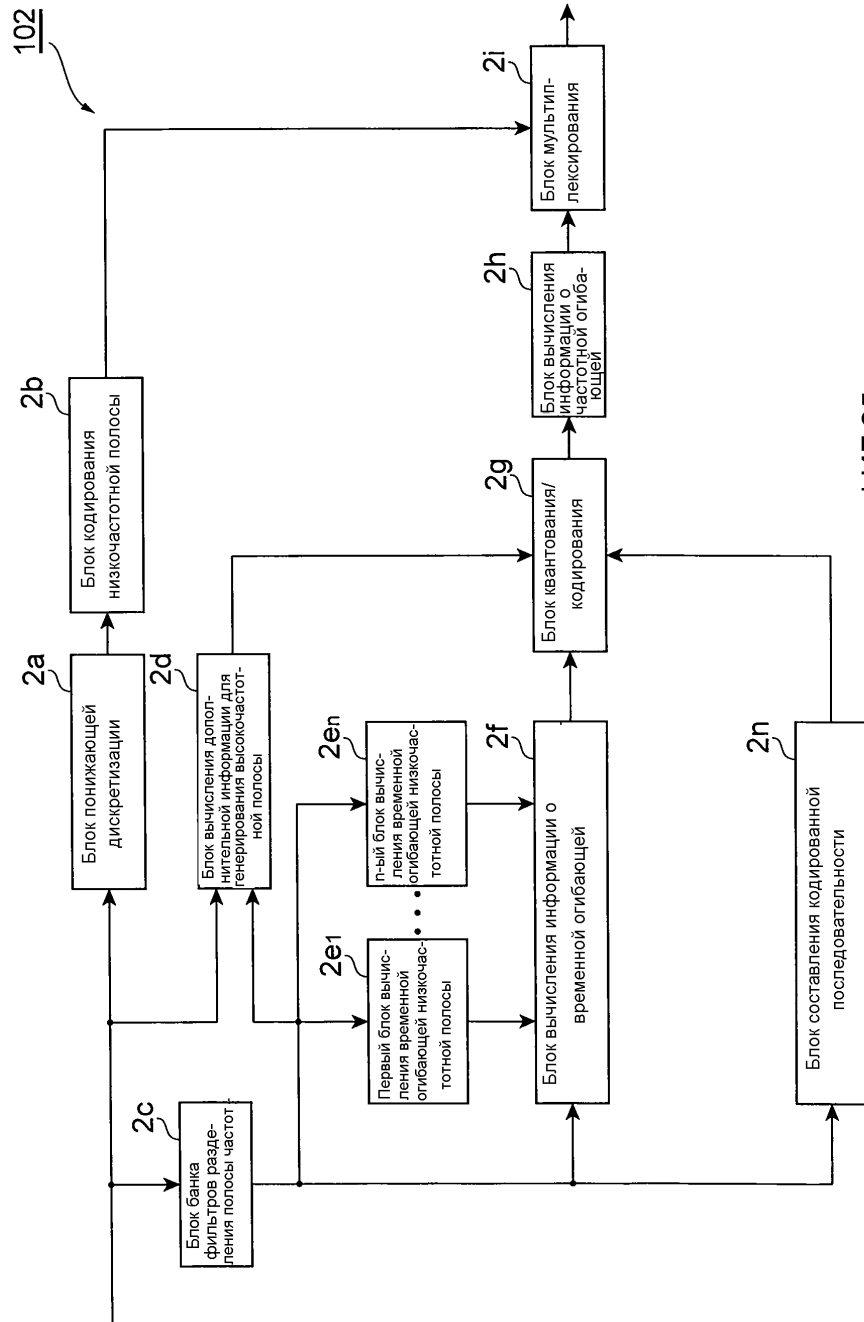 102
2a
Блок понижающей
дискретизации
2b
Блок кодирования
низкочастотной полосы
2c
Блок банка
фильтров разде-
ления полосы частот
2d
Блок вычисления допол-
нительной информации для
генерирования высокочастот-
ной полосы
2e1
Первый блок вычис-
ления временной
огибающей низкочас-
тотной полосы
2en
n-ый блок вычис-
ления временной
огибающей низкочас-
тотной полосы
2f
Блок вычисления информации о
временной огибающей
2g
Блок квантования/
кодирования
2h
Блок вычисления
информации о
частотной огиба-
ющей
2i
Блок мультип-
лексирования
2n
Блок составления кодированной
последовательности